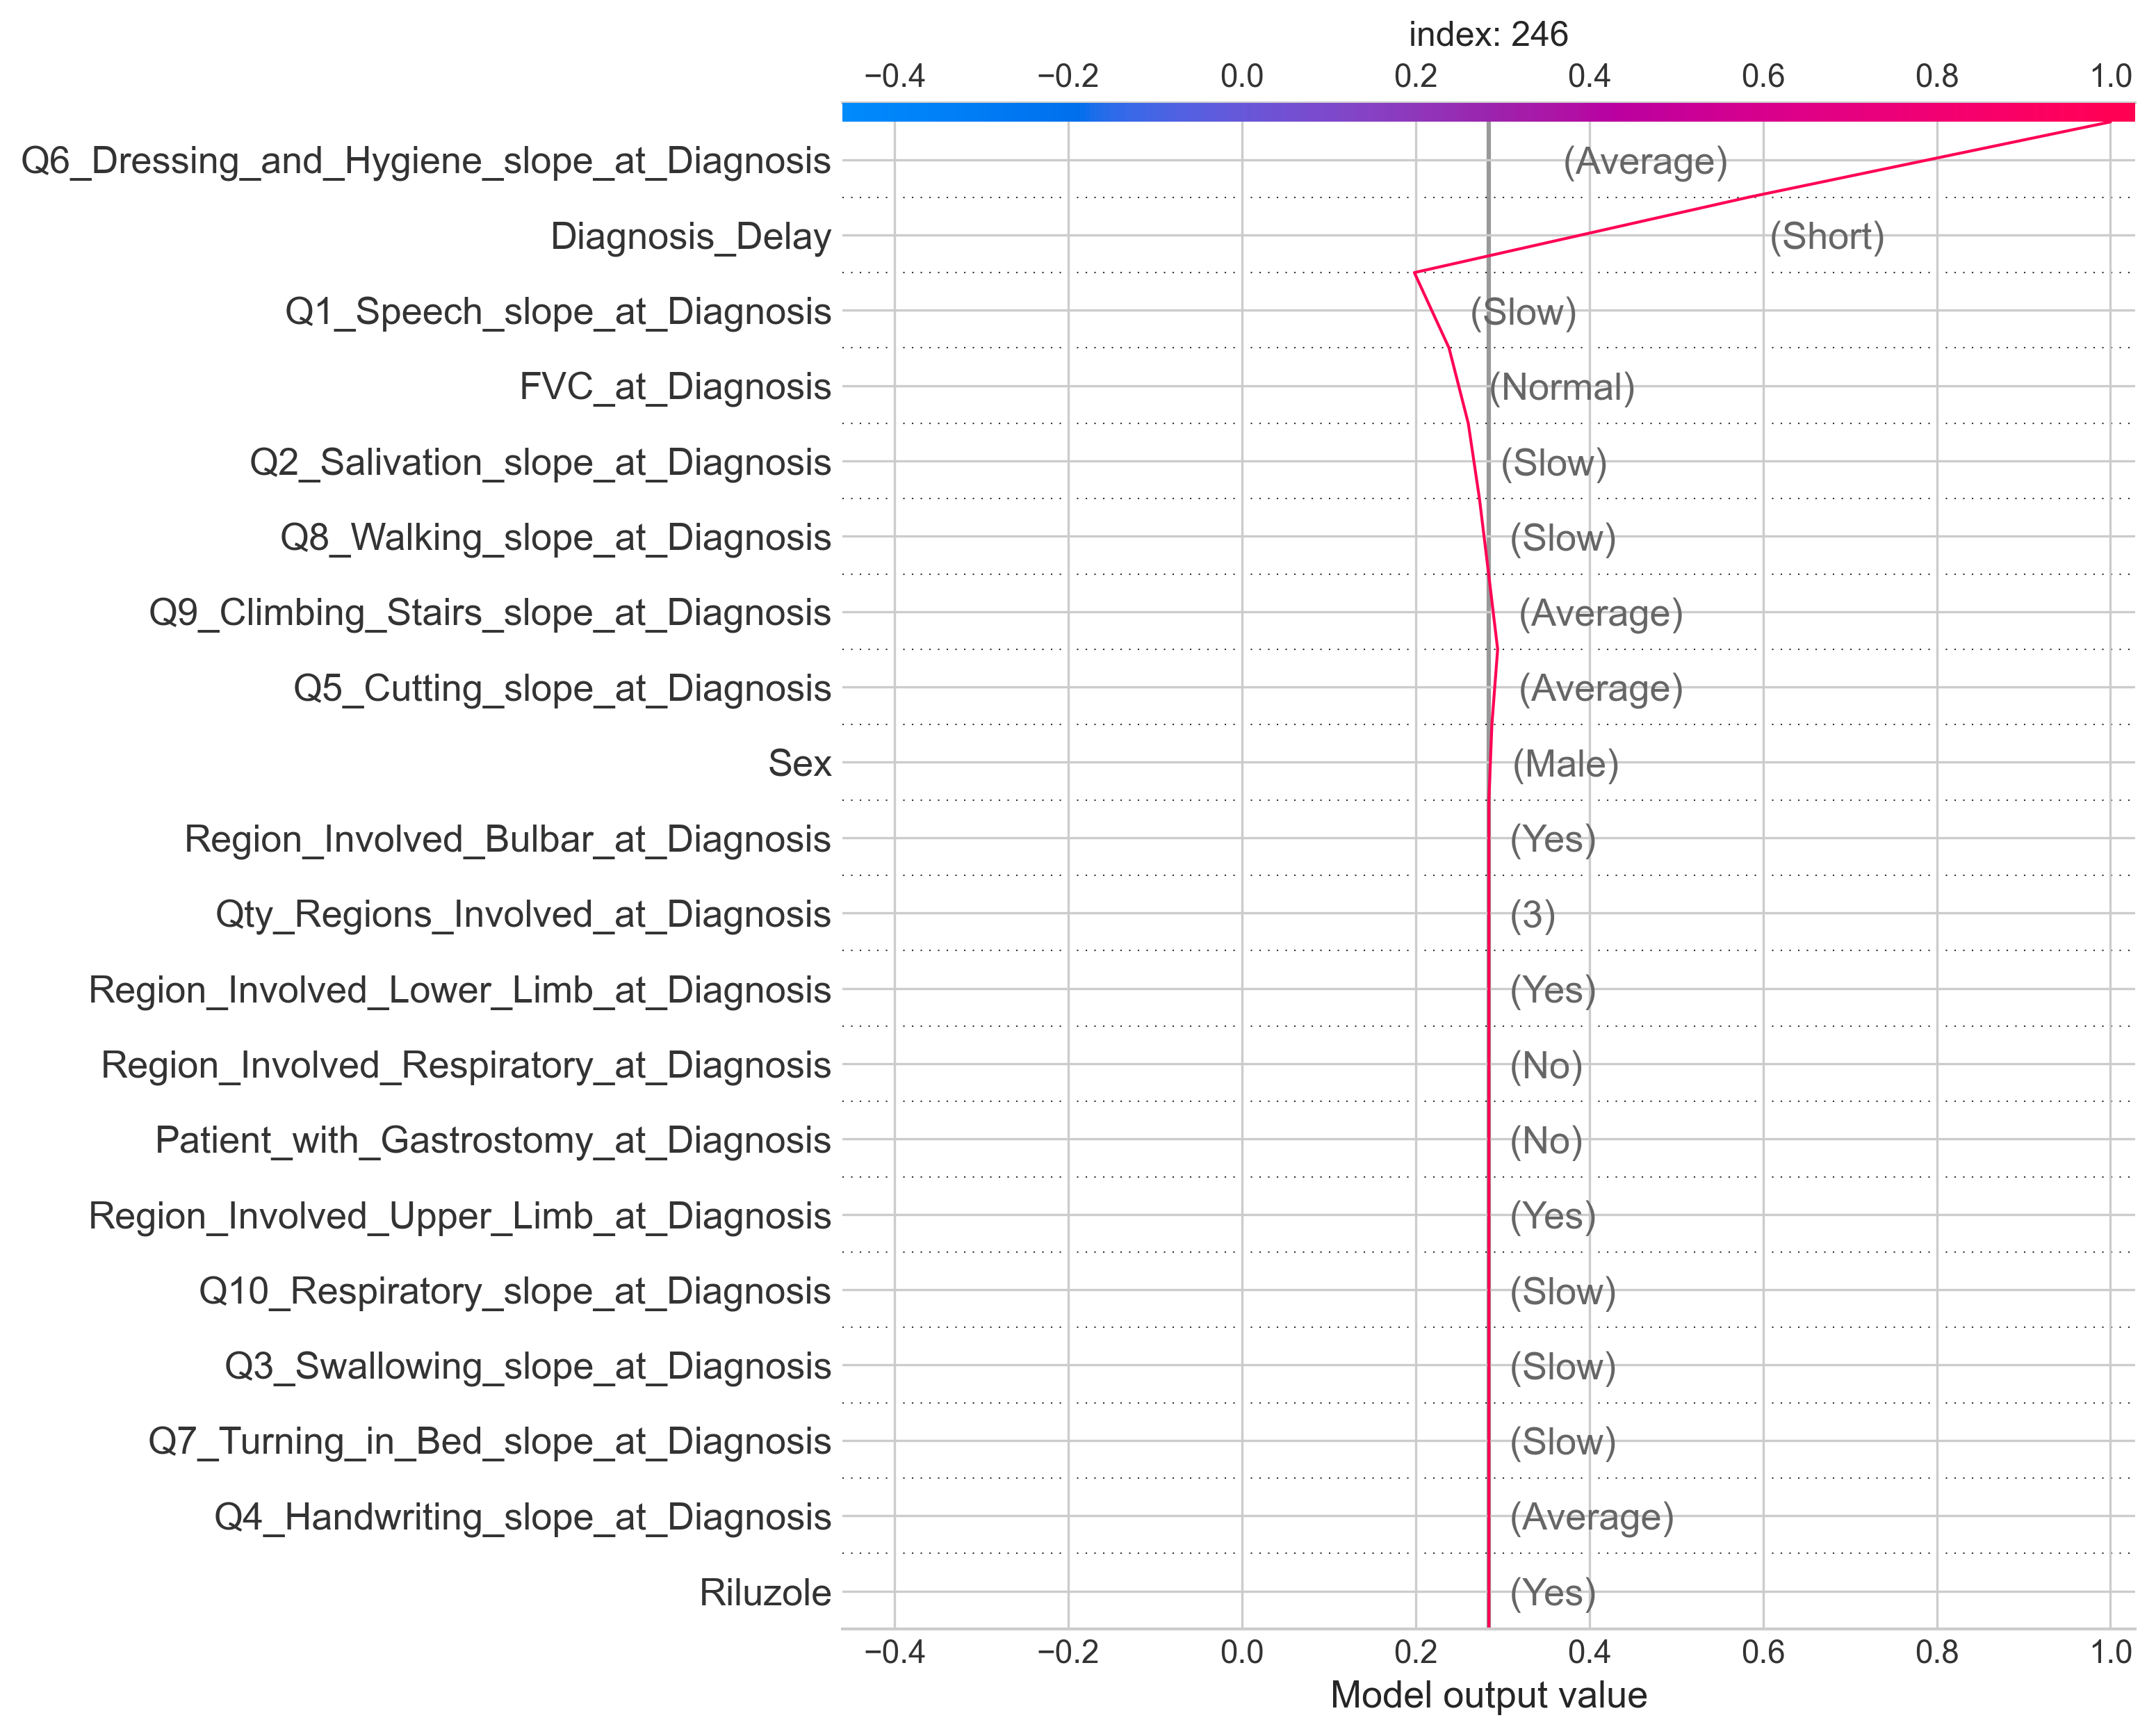 index: 246
−0.4 −0.2 0.0 0.2 0.4 0.6 0.8 1.0
Q6_Dressing_and_Hygiene_slope_at_Diagnosis (Average)
Diagnosis_Delay (Short)
Q1_Speech_slope_at_Diagnosis (Slow)
FVC_at_Diagnosis (Normal)
Q2_Salivation_slope_at_Diagnosis (Slow)
Q8_Walking_slope_at_Diagnosis (Slow)
Q9_Climbing_Stairs_slope_at_Diagnosis (Average)
Q5_Cutting_slope_at_Diagnosis (Average)
Sex (Male)
Region_Involved_Bulbar_at_Diagnosis (Yes)
Qty_Regions_Involved_at_Diagnosis (3)
Region_Involved_Lower_Limb_at_Diagnosis (Yes)
Region_Involved_Respiratory_at_Diagnosis (No)
Patient_with_Gastrostomy_at_Diagnosis (No)
Region_Involved_Upper_Limb_at_Diagnosis (Yes)
Q10_Respiratory_slope_at_Diagnosis (Slow)
Q3_Swallowing_slope_at_Diagnosis (Slow)
Q7_Turning_in_Bed_slope_at_Diagnosis (Slow)
Q4_Handwriting_slope_at_Diagnosis (Average)
Riluzole (Yes)
−0.4 −0.2 0.0 0.2 0.4 0.6 0.8 1.0
Model output value